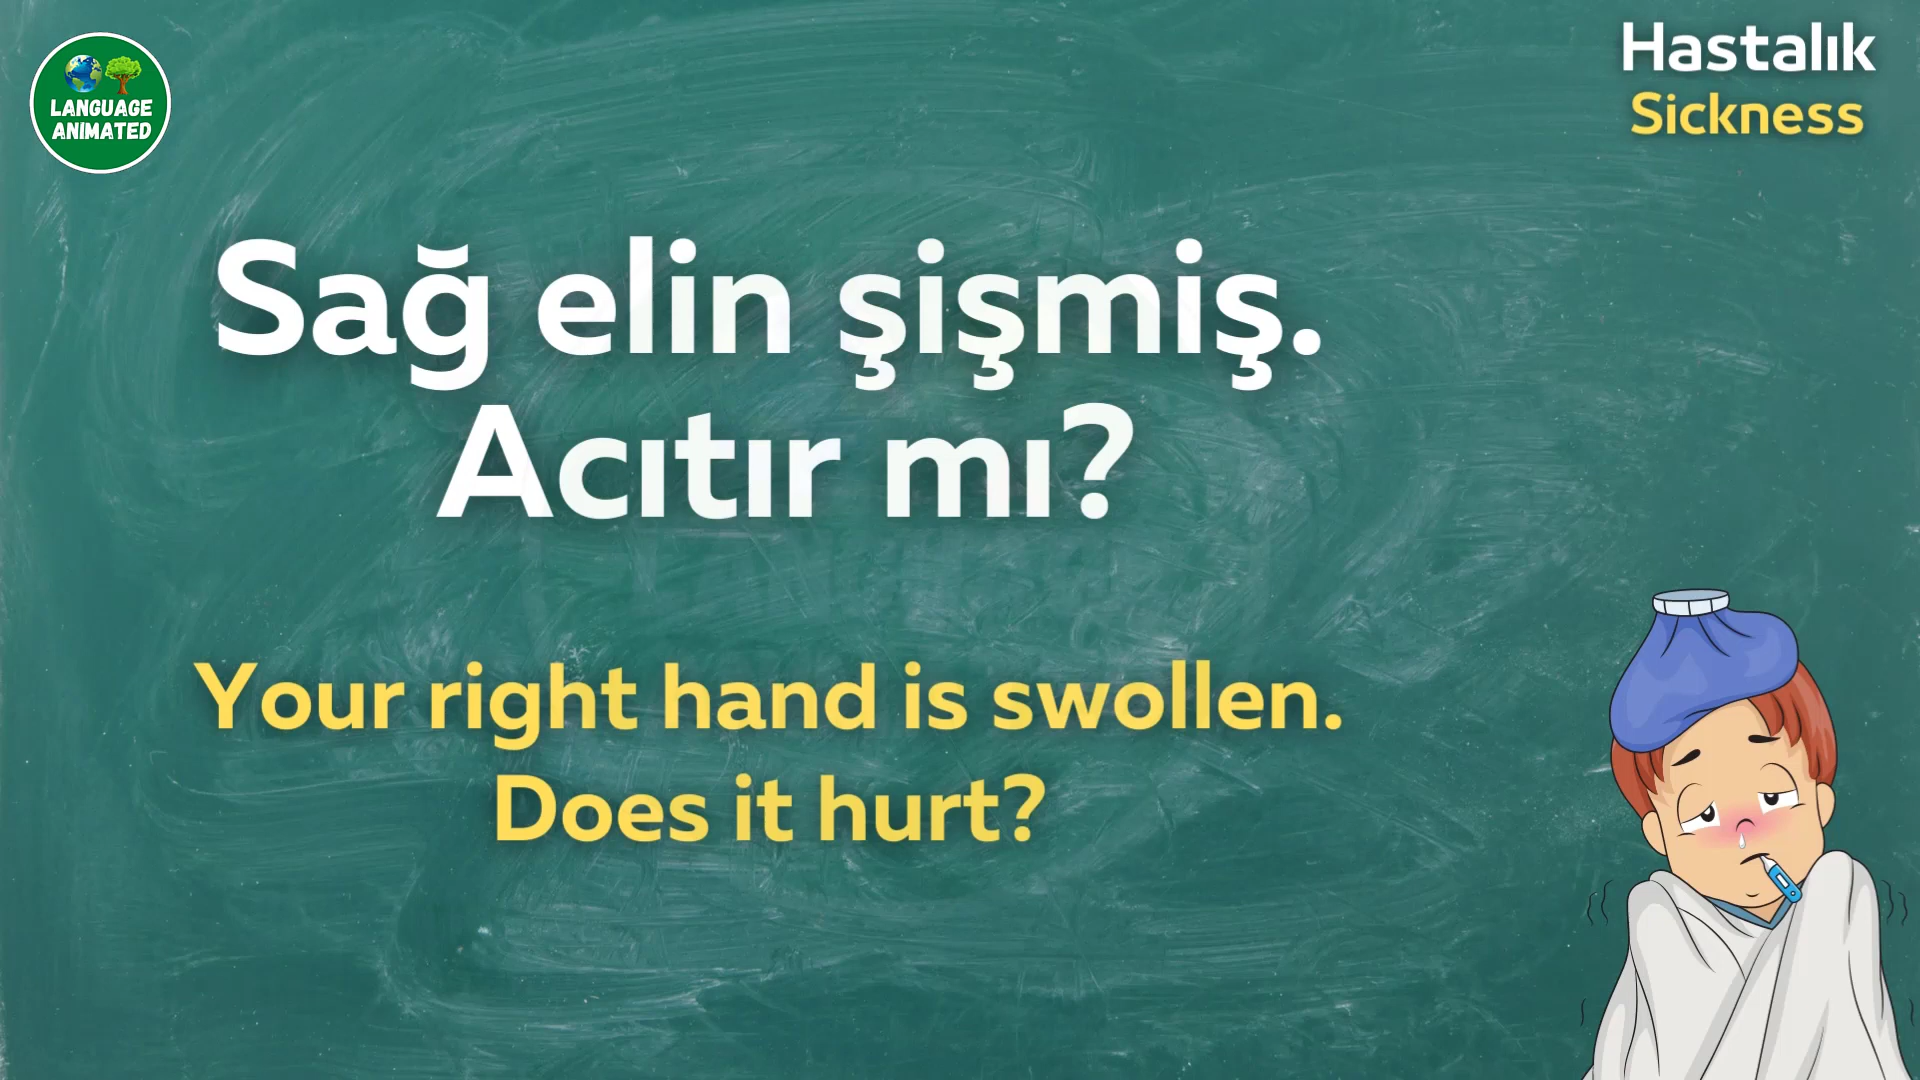 LANGUAGE
ANIMATED
Hastalık
Sickness
Sağ elin şişmiş.
Acıtır mı?
Your right hand is swollen.
Does it hurt?